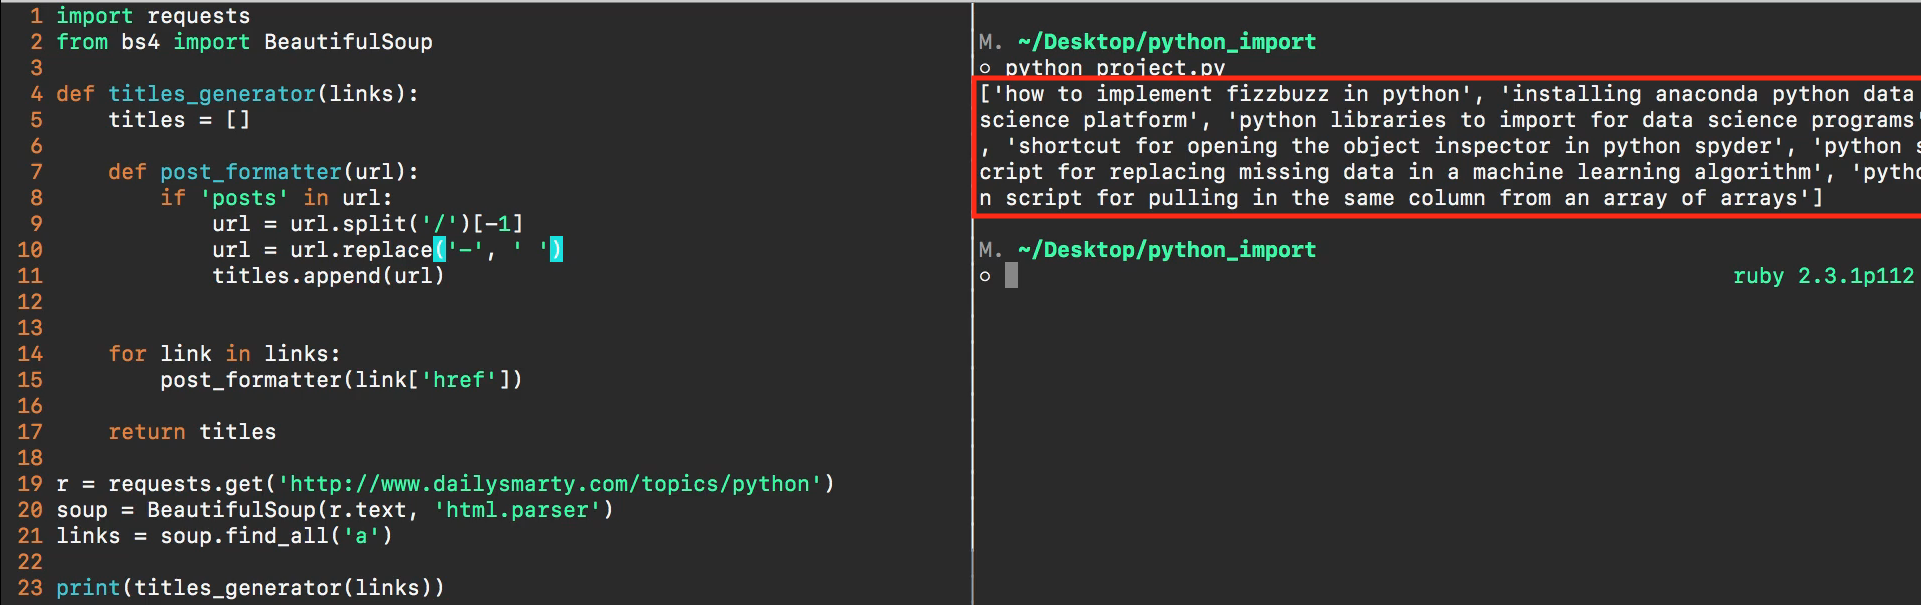 1 import requests
2 from bs4 import BeautifulSoup
3
4 def titles_generator(links):
5     titles = []
6
7     def post_formatter(url):
8         if 'posts' in url:
9             url = url.split('/')[-1]
10             url = url.replace('-', ' ')
11             titles.append(url)
12
13
14     for link in links:
15         post_formatter(link['href'])
16
17     return titles
18
19 r = requests.get('http://www.dailysmarty.com/topics/python')
20 soup = BeautifulSoup(r.text, 'html.parser')
21 links = soup.find_all('a')
22
23 print(titles_generator(links))
M. ~/Desktop/python_import
○ python project.py
['how to implement fizzbuzz in python', 'installing anaconda python data
science platform', 'python libraries to import for data science programs'
, 'shortcut for opening the object inspector in python spyder', 'python s
cript for replacing missing data in a machine learning algorithm', 'pytho
n script for pulling in the same column from an array of arrays']
M. ~/Desktop/python_import
○ ruby 2.3.1p112